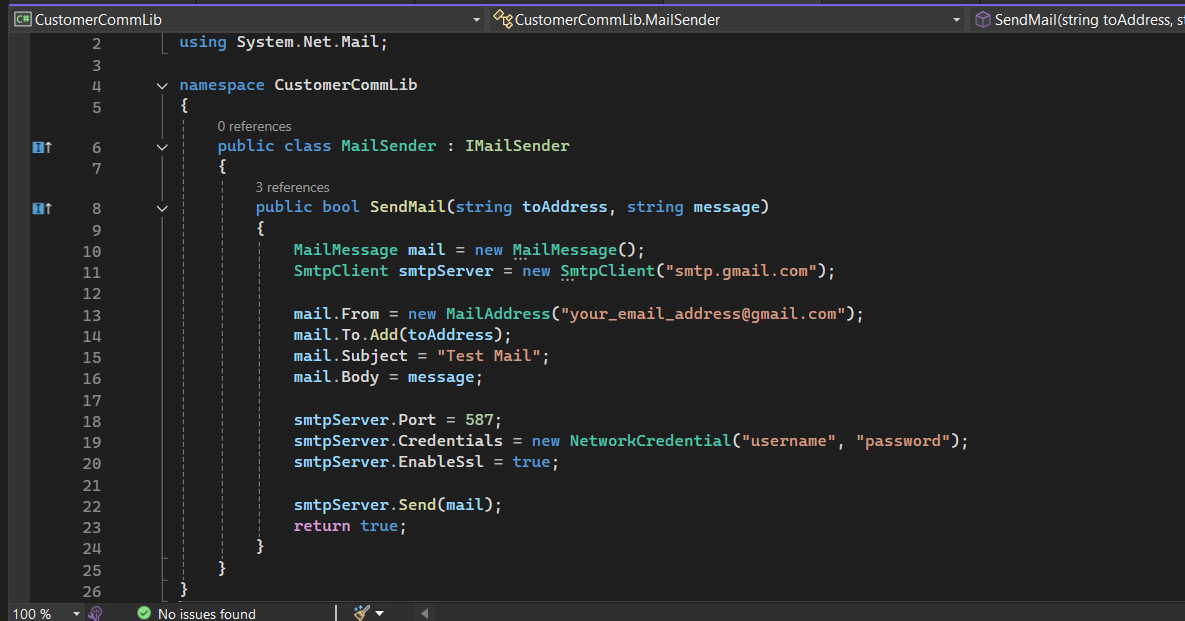 CustomerCommLib CustomerCommLib.MailSender SendMail(string toAddress, st
2 using System.Net.Mail;
3
4 namespace CustomerCommLib
5 {
0 references
6 public class MailSender : IMailSender
7 {
3 references
8 public bool SendMail(string toAddress, string message)
9 {
10 MailMessage mail = new MailMessage();
11 SmtpClient smtpServer = new SmtpClient("smtp.gmail.com");
12
13 mail.From = new MailAddress("your_email_address@gmail.com");
14 mail.To.Add(toAddress);
15 mail.Subject = "Test Mail";
16 mail.Body = message;
17
18 smtpServer.Port = 587;
19 smtpServer.Credentials = new NetworkCredential("username", "password");
20 smtpServer.EnableSsl = true;
21
22 smtpServer.Send(mail);
23 return true;
24 }
25 }
26 }
100 % No issues found